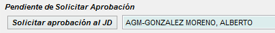 Pendiente de Solicitar Aprobación
Solicitar aprobación al JD AGM-GONZALEZ MORENO, ALBERTO